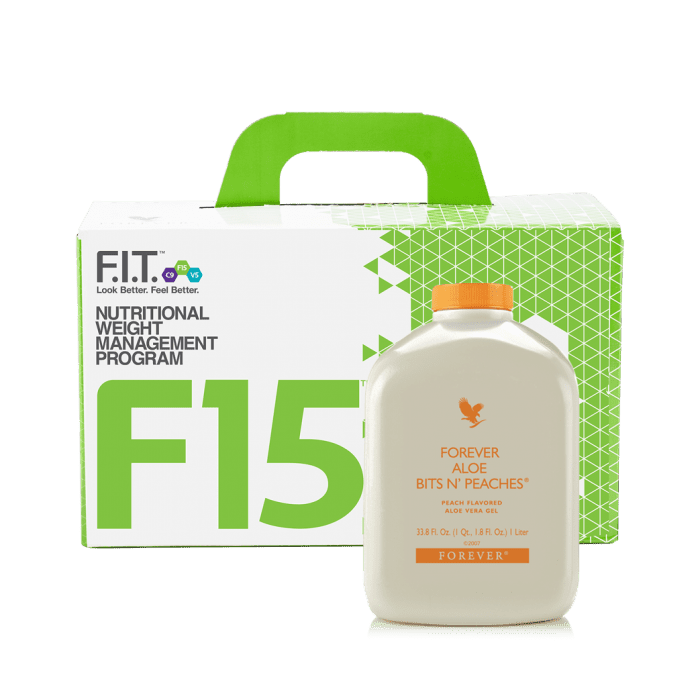 F.I.T.™
C9 F15 V5
Look Better. Feel Better.
NUTRITIONAL
WEIGHT
MANAGEMENT
PROGRAM
F15
FOREVER
ALOE
BITS N' PEACHES®
PEACH FLAVORED
ALOE VERA GEL
33.8 Fl. Oz. (1 Qt., 1.8 Fl. Oz.) 1 Liter
FOREVER®